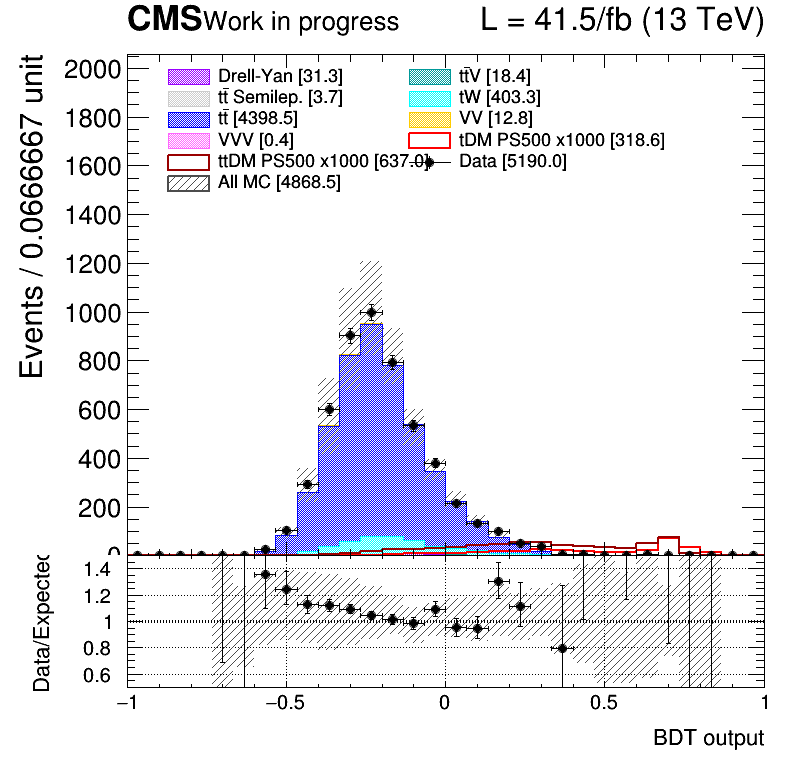 CMS Work in progress L = 41.5/fb (13 TeV)
Events / 0.0666667 unit
2000
1800
1600
1400
1200
1000
800
600
400
200
0
Drell-Yan [31.3]
tt̄V [18.4]
tt̄ Semilep. [3.7]
tW [403.3]
tt̄ [4398.5]
VV [12.8]
VVV [0.4]
tDM PS500 x1000 [318.6]
ttDM PS500 x1000 [637.0]
Data [5190.0]
All MC [4868.5]
Data/Expected
1.4
1.2
1
0.8
0.6
−1 −0.5 0 0.5 1
BDT output